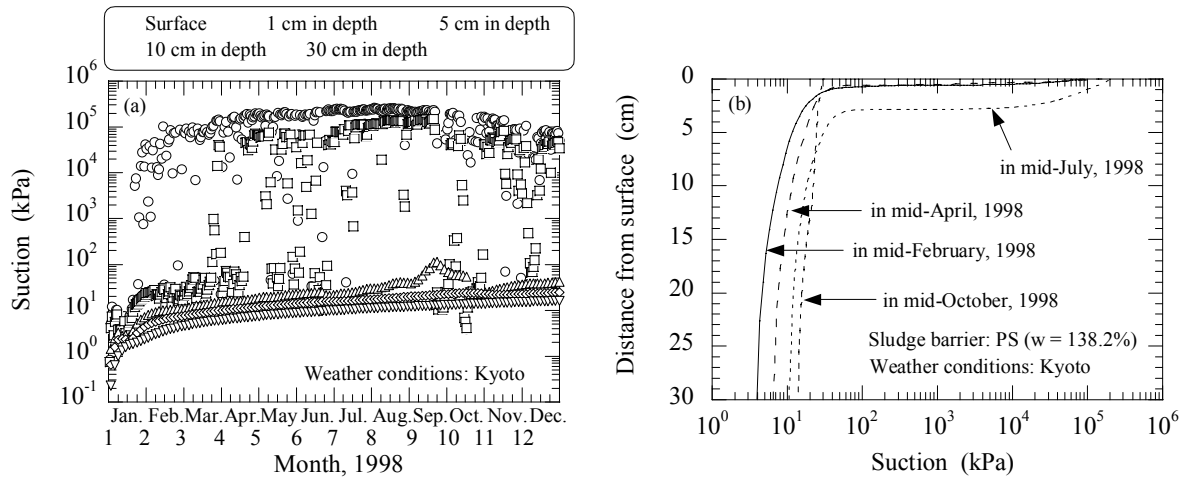 Surface 1 cm in depth 5 cm in depth
10 cm in depth 30 cm in depth
(a)
Suction (kPa)
10^6
10^5
10^4
10^3
10^2
10^1
10^0
10^-1
Weather conditions: Kyoto
Jan. Feb. Mar. Apr. May Jun. Jul. Aug. Sep. Oct. Nov. Dec.
1 2 3 4 5 6 7 8 9 10 11 12
Month, 1998
(b)
Distance from surface (cm)
0
5
10
15
20
25
30
in mid-July, 1998
in mid-April, 1998
in mid-February, 1998
in mid-October, 1998
Sludge barrier: PS (w = 138.2%)
Weather conditions: Kyoto
10^0 10^1 10^2 10^3 10^4 10^5 10^6
Suction (kPa)